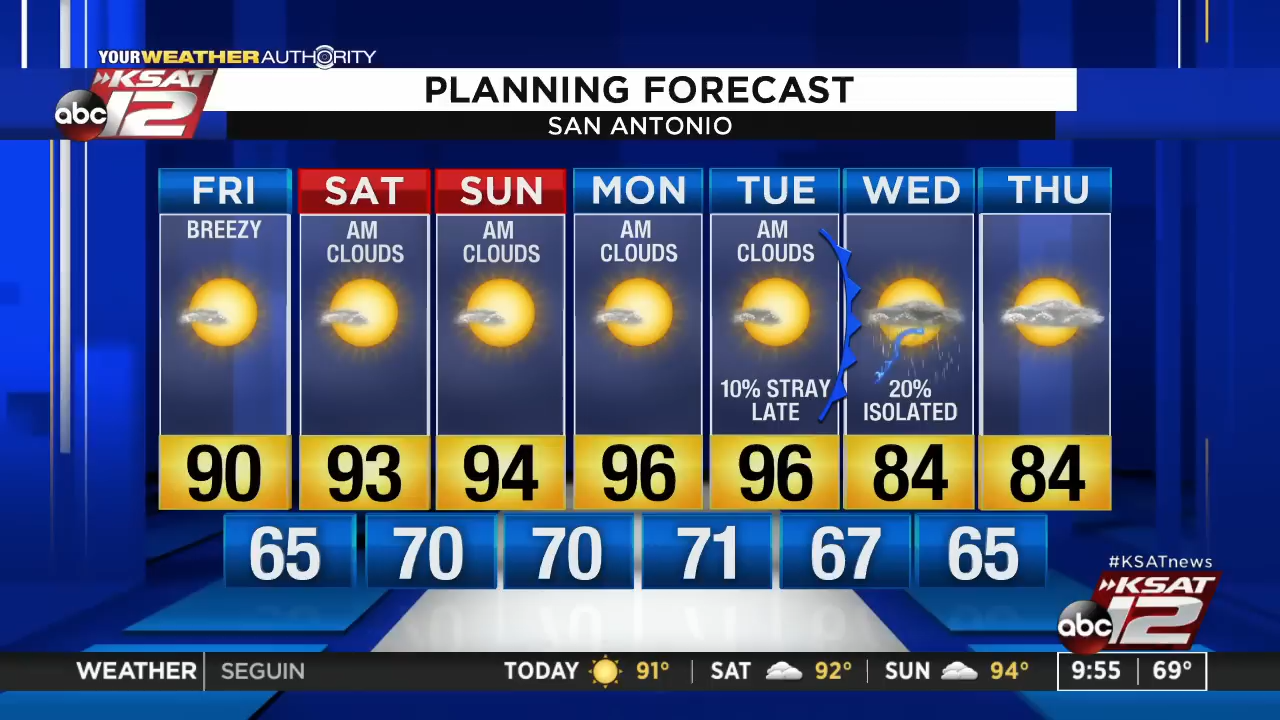 YOURWEATHERAUTHORITY
KSAT
abc 12
PLANNING FORECAST
SAN ANTONIO
FRI SAT SUN MON TUE WED THU
BREEZY
AM
CLOUDS
AM
CLOUDS
AM
CLOUDS
AM
CLOUDS
10% STRAY
LATE
20%
ISOLATED
90 93 94 96 96 84 84
65 70 70 71 67 65
#KSATnews
KSAT
abc 12
WEATHER SEGUIN TODAY 91° SAT 92° SUN 94° 9:55 69°